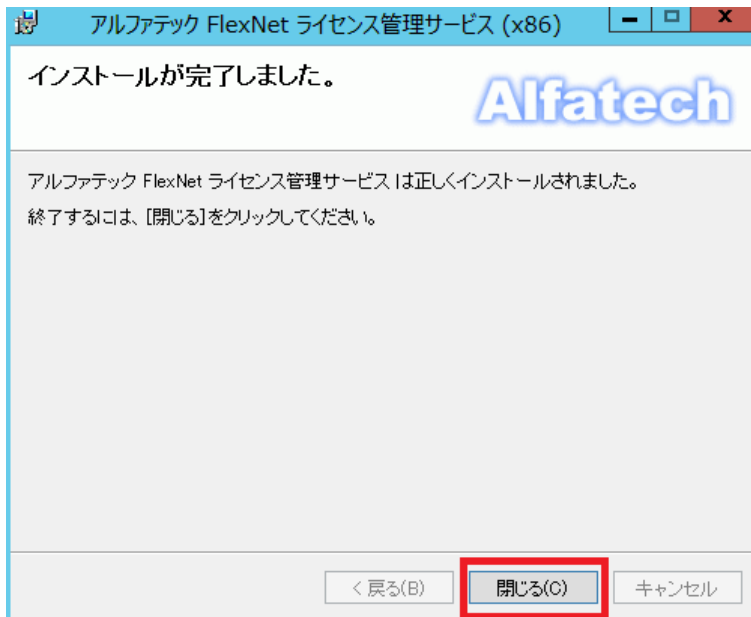 アルファテック FlexNet ライセンス管理サービス (x86)
インストールが完了しました。
Alfatech
アルファテック FlexNet ライセンス管理サービス は正しくインストールされました。
終了するには、[閉じる]をクリックしてください。
< 戻る(B)
閉じる(C)
キャンセル